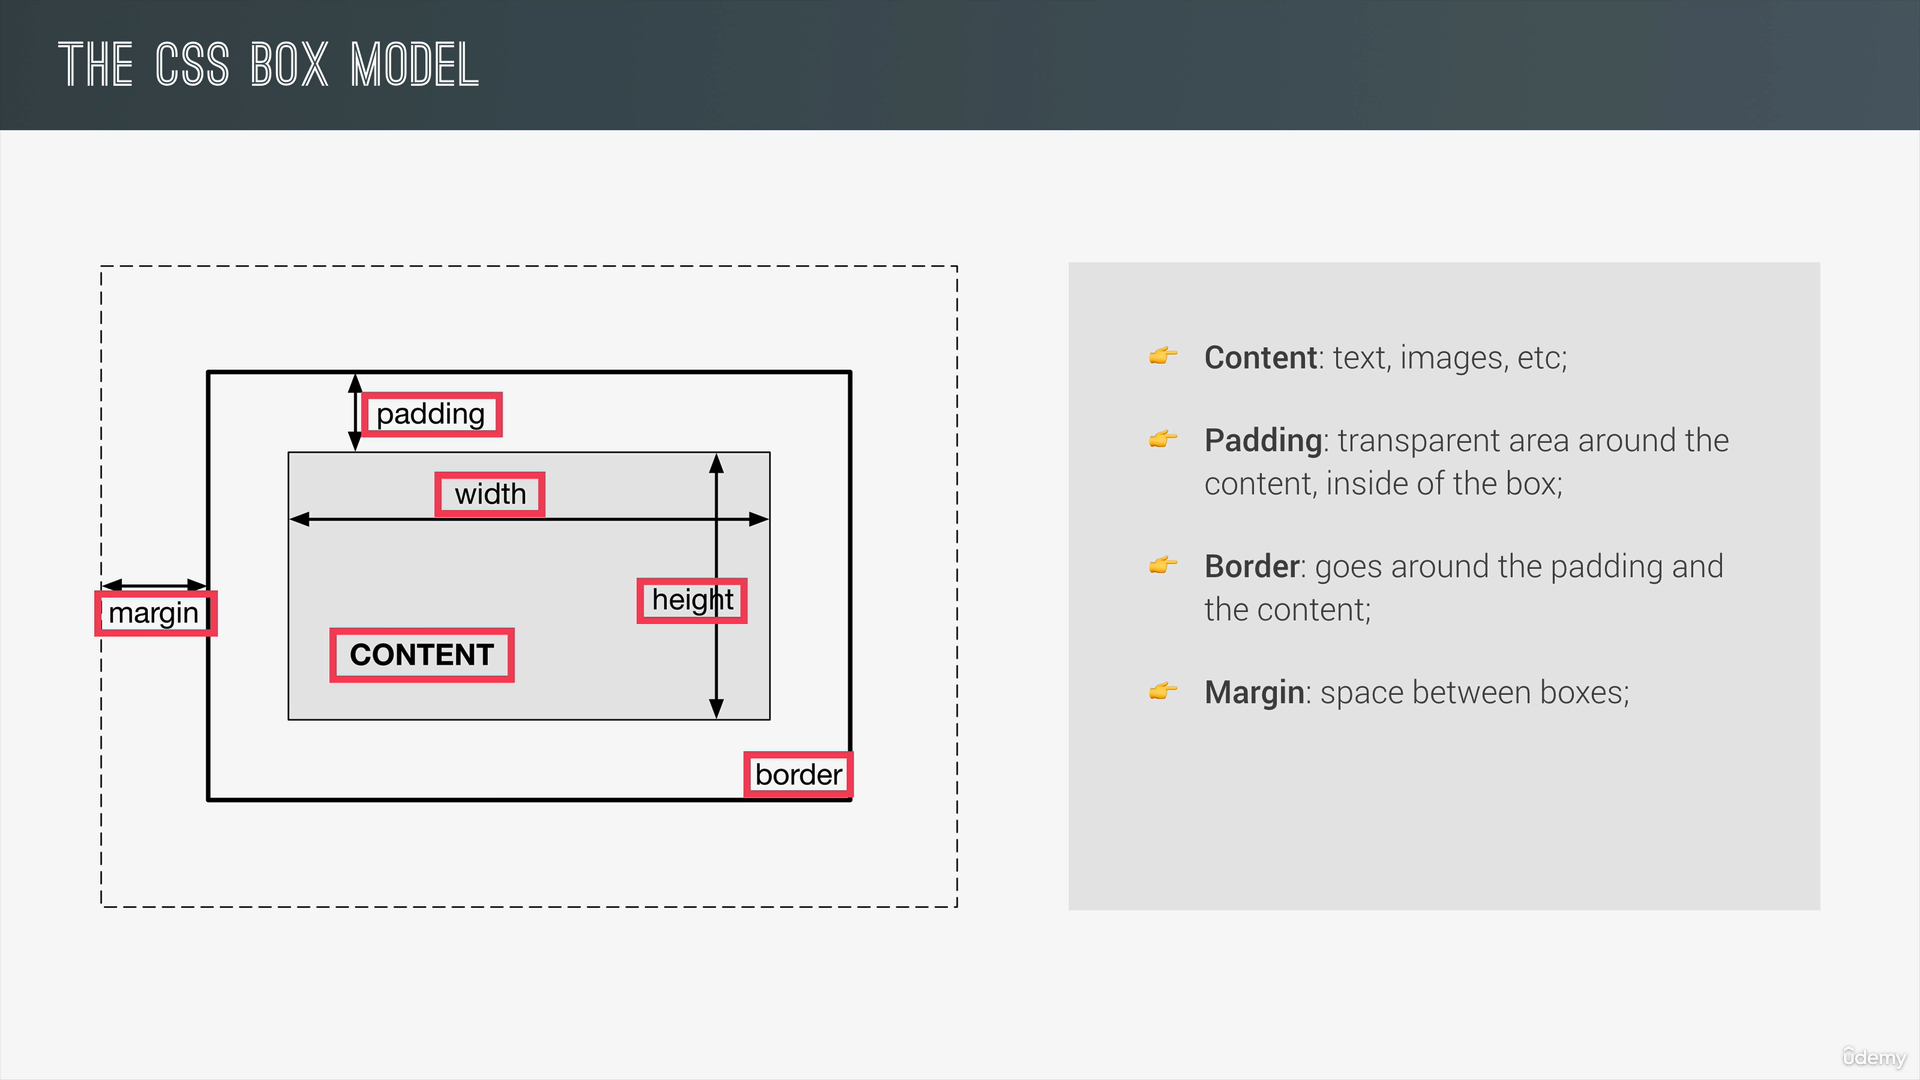 THE CSS BOX MODEL
padding
width
height
margin
CONTENT
border
Content: text, images, etc;
Padding: transparent area around the
content, inside of the box;
Border: goes around the padding and
the content;
Margin: space between boxes;
ûdemy